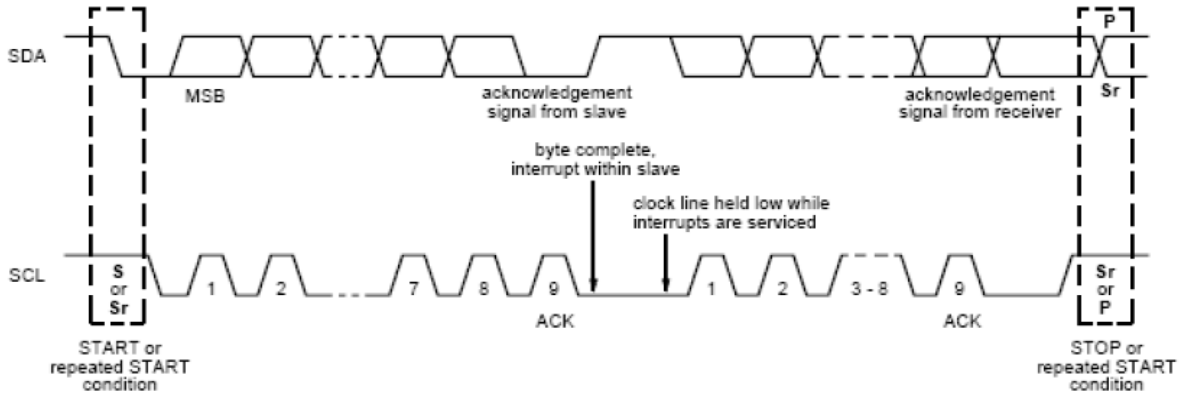 P
SDA
MSB
acknowledgement
signal from slave
acknowledgement
signal from receiver
Sr
byte complete,
interrupt within slave
clock line held low while
interrupts are serviced
SCL
S
or
Sr
1
2
7
8
9
1
2
3 - 8
9
Sr
or
P
ACK
ACK
START or
repeated START
condition
STOP or
repeated START
condition